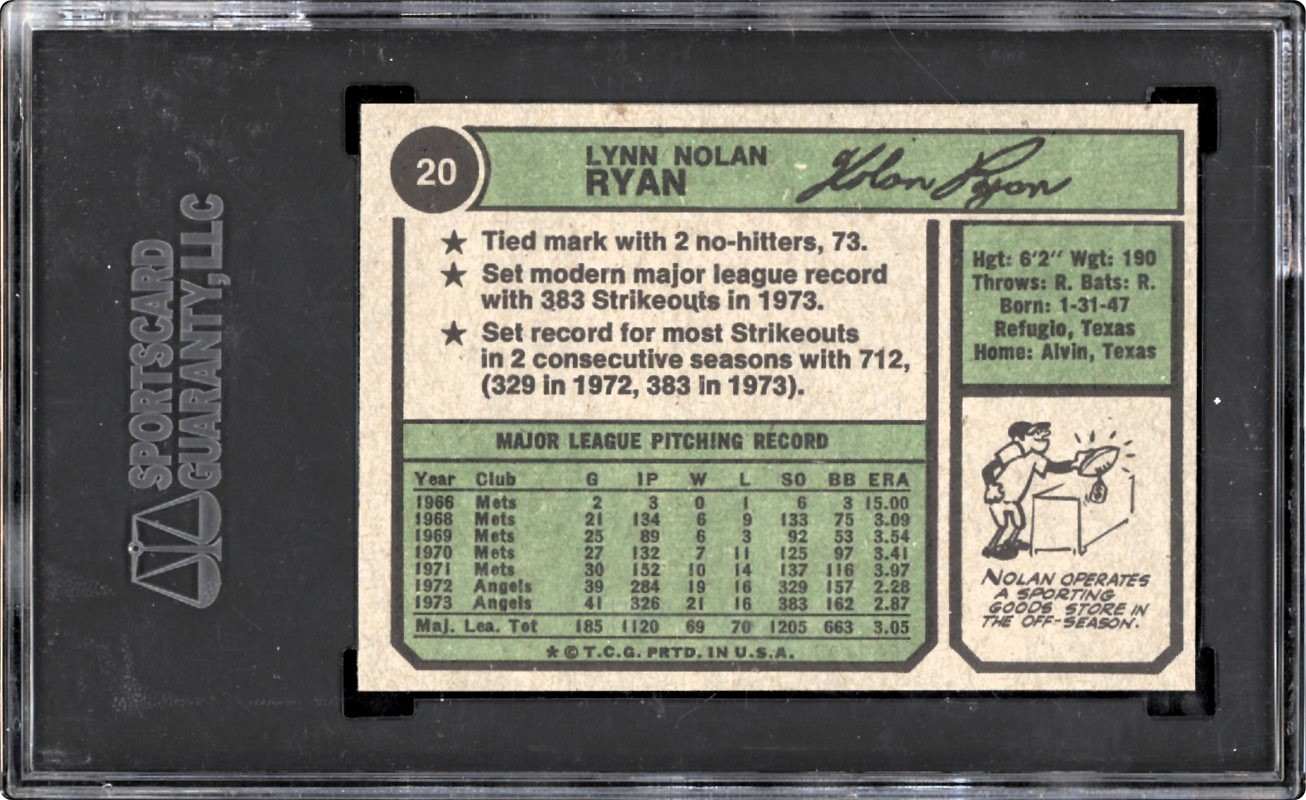 SPORTSCARD
GUARANTY, LLC
20
LYNN NOLAN
RYAN
Nolan Ryan
★ Tied mark with 2 no-hitters, 73.
★ Set modern major league record
with 383 Strikeouts in 1973.
★ Set record for most Strikeouts
in 2 consecutive seasons with 712,
(329 in 1972, 383 in 1973).
Hgt: 6'2" Wgt: 190
Throws: R. Bats: R.
Born: 1-31-47
Refugio, Texas
Home: Alvin, Texas
MAJOR LEAGUE PITCHING RECORD
Year Club G IP W L SO BB ERA
1966 Mets 2 3 0 1 6 3 15.00
1968 Mets 21 134 6 9 133 75 3.09
1969 Mets 25 89 6 3 92 53 3.54
1970 Mets 27 132 7 11 125 97 3.41
1971 Mets 30 152 10 14 137 116 3.97
1972 Angels 39 284 19 16 329 157 2.28
1973 Angels 41 326 21 16 383 162 2.87
Maj. Lea. Tot 185 1120 69 70 1205 663 3.05
* © T.C.G. PRTD. IN U.S.A.
NOLAN OPERATES
A SPORTING
GOODS STORE IN
THE OFF-SEASON.